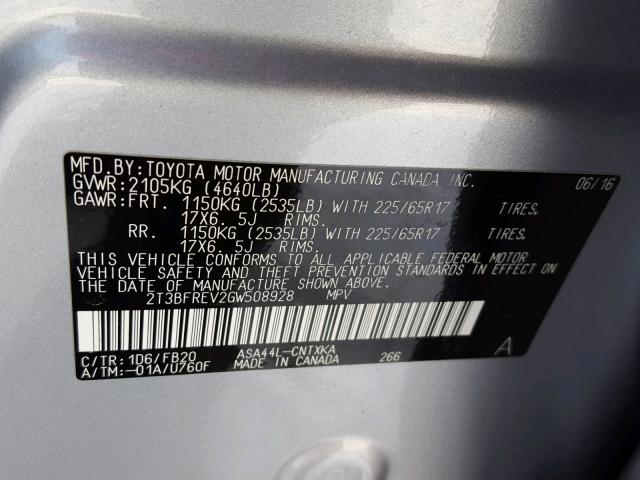 MFD. BY: TOYOTA MOTOR MANUFACTURING CANADA INC. 06/16
GVWR: 2105KG (4640LB)
GAWR: FRT. 1150KG (2535LB) WITH 225/65R17 TIRES,
17X6. 5J RIMS.
RR. 1150KG (2535LB) WITH 225/65R17 TIRES,
17X6. 5J RIMS.
THIS VEHICLE CONFORMS TO ALL APPLICABLE FEDERAL MOTOR
VEHICLE SAFETY AND THEFT PREVENTION STANDARDS IN EFFECT ON
THE DATE OF MANUFACTURE SHOWN ABOVE.
2T3BFREV2GW508928 MPV
C/TR: 1D6/FB20 ASA44L-CNTXKA 266 A
A/TM: -01A/U760F MADE IN CANADA